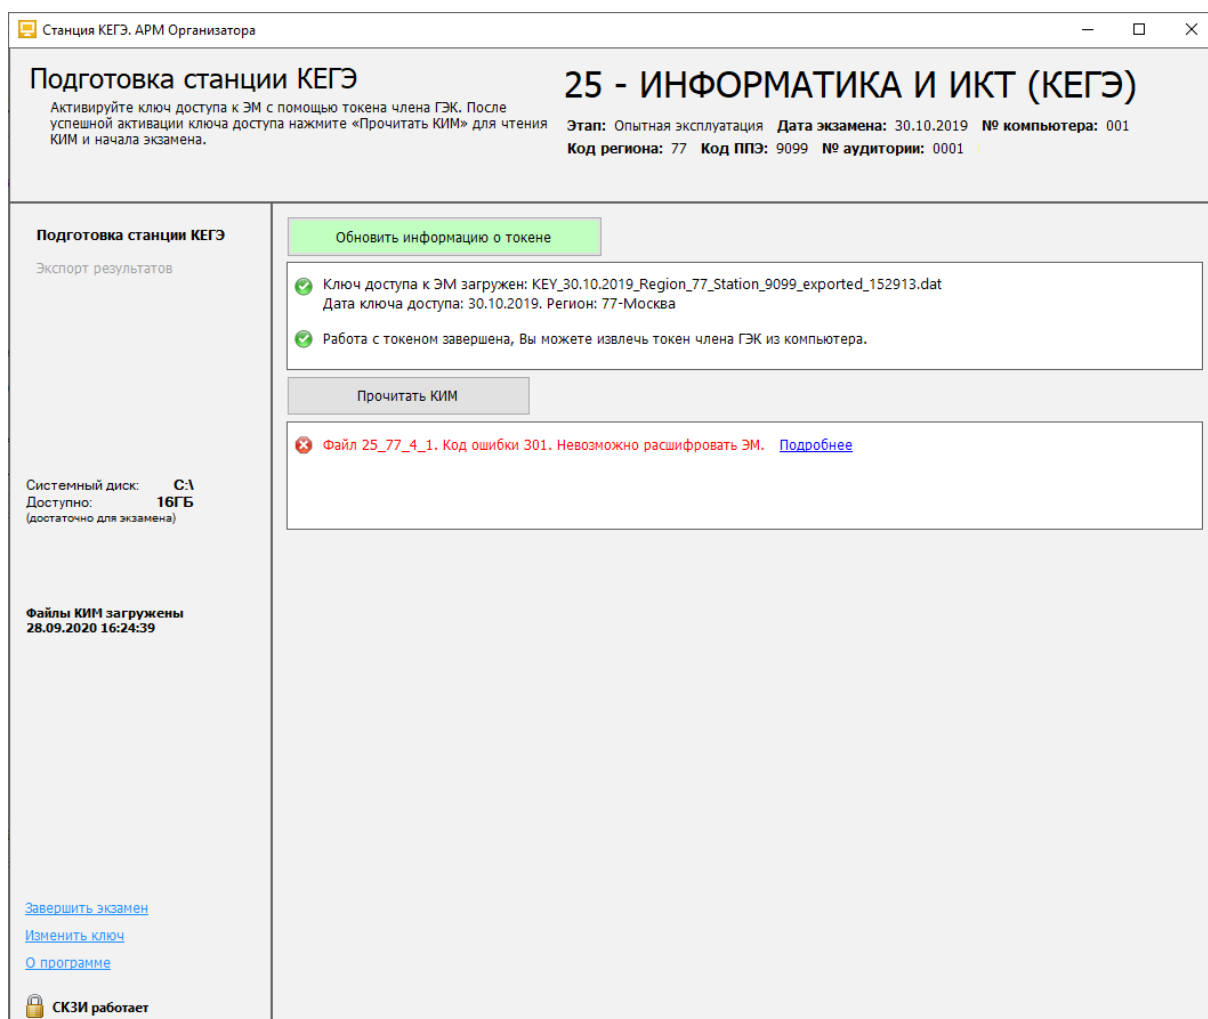 Станция КЕГЭ. АРМ Организатора
Подготовка станции КЕГЭ
Активируйте ключ доступа к ЭМ с помощью токена члена ГЭК. После
успешной активации ключа доступа нажмите «Прочитать КИМ» для чтения
КИМ и начала экзамена.
25 - ИНФОРМАТИКА И ИКТ (КЕГЭ)
Этап: Опытная эксплуатация Дата экзамена: 30.10.2019 № компьютера: 001
Код региона: 77 Код ППЭ: 9099 № аудитории: 0001
Подготовка станции КЕГЭ
Экспорт результатов
Обновить информацию о токене
Ключ доступа к ЭМ загружен: KEY_30.10.2019_Region_77_Station_9099_exported_152913.dat
Дата ключа доступа: 30.10.2019. Регион: 77-Москва
Работа с токеном завершена, Вы можете извлечь токен члена ГЭК из компьютера.
Прочитать КИМ
Файл 25_77_4_1. Код ошибки 301. Невозможно расшифровать ЭМ. Подробнее
Системный диск: C:\
Доступно: 16ГБ
(достаточно для экзамена)
Файлы КИМ загружены
28.09.2020 16:24:39
Завершить экзамен
Изменить ключ
О программе
СКЗИ работает